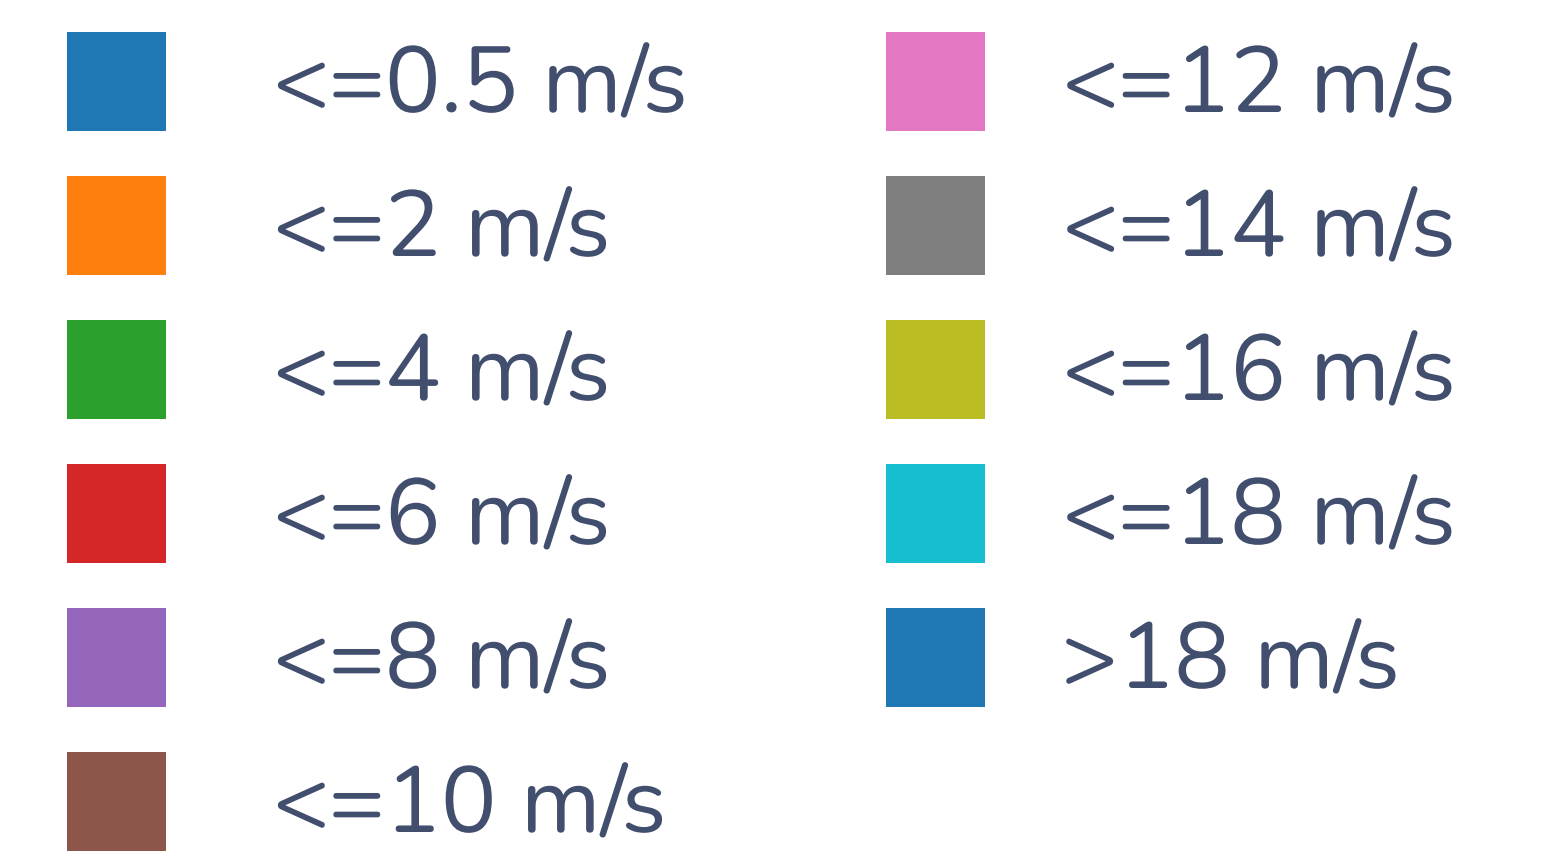 <=0.5 m/s
<=2 m/s
<=4 m/s
<=6 m/s
<=8 m/s
<=10 m/s
<=12 m/s
<=14 m/s
<=16 m/s
<=18 m/s
>18 m/s